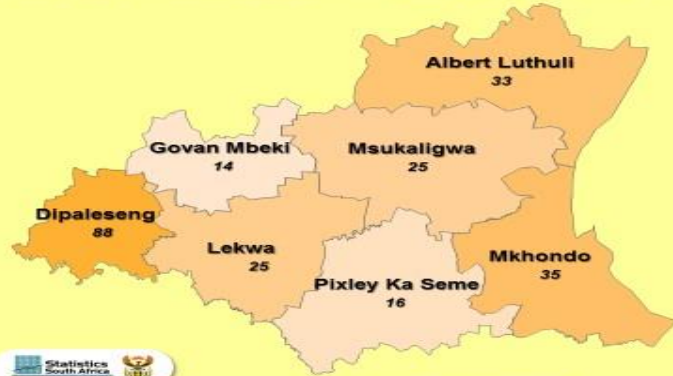 Albert Luthuli
33
Govan Mbeki
14
Msukaligwa
25
Dipaleseng
88
Lekwa
25
Mkhondo
35
Pixley Ka Seme
16
Statistics
South Africa